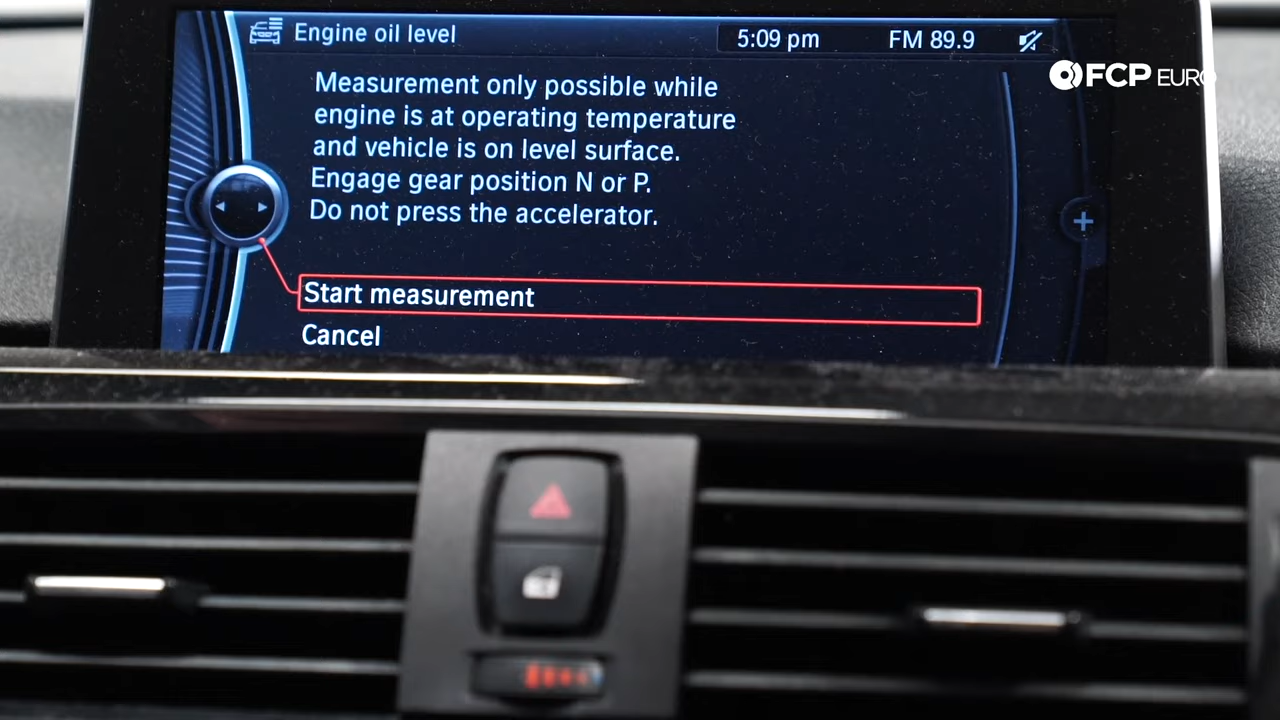 Engine oil level
5:09 pm
FM 89.9
FCP EURO
Measurement only possible while
engine is at operating temperature
and vehicle is on level surface.
Engage gear position N or P.
Do not press the accelerator.
Start measurement
Cancel